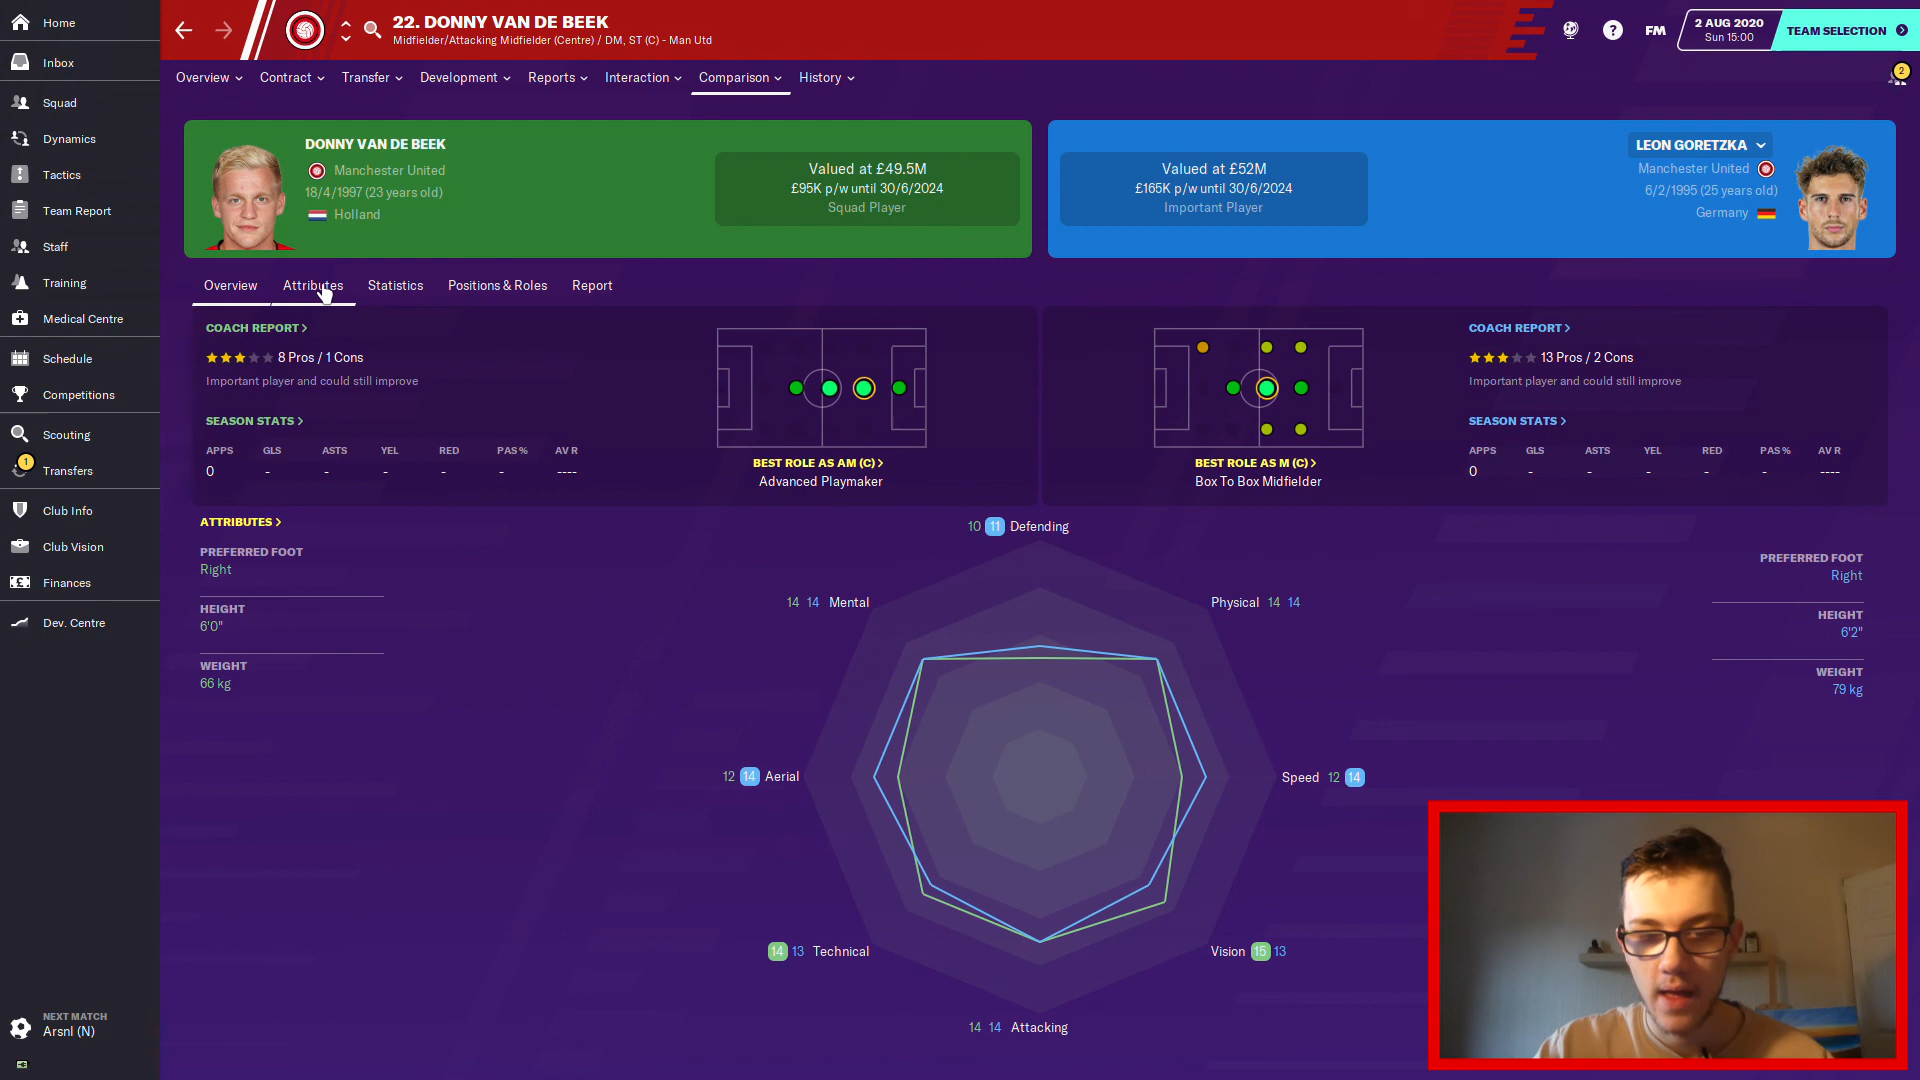 Home
Inbox
Squad
Dynamics
Tactics
Team Report
Staff
Training
Medical Centre
Schedule
Competitions
Scouting
1
Transfers
Club Info
Club Vision
Finances
Dev. Centre
NEXT MATCH
Arsnl (N)
22. DONNY VAN DE BEEK
Midfielder/Attacking Midfielder (Centre) / DM, ST (C) - Man Utd
?
FM
2 AUG 2020
Sun 15:00
TEAM SELECTION
Overview Contract Transfer Development Reports Interaction Comparison History
2
DONNY VAN DE BEEK
Manchester United
18/4/1997 (23 years old)
Holland
Valued at £49.5M
£95K p/w until 30/6/2024
Squad Player
Valued at £52M
£165K p/w until 30/6/2024
Important Player
LEON GORETZKA
Manchester United
6/2/1995 (25 years old)
Germany
Overview Attributes Statistics Positions & Roles Report
COACH REPORT >
8 Pros / 1 Cons
Important player and could still improve
SEASON STATS >
APPS GLS ASTS YEL RED PAS % AV R
0 - - - - - ----
BEST ROLE AS AM (C) >
Advanced Playmaker
BEST ROLE AS M (C) >
Box To Box Midfielder
COACH REPORT >
13 Pros / 2 Cons
Important player and could still improve
SEASON STATS >
APPS GLS ASTS YEL RED PAS % AV R
0 - - - - - ----
ATTRIBUTES >
PREFERRED FOOT
Right
HEIGHT
6'0"
WEIGHT
66 kg
10 11 Defending
14 14 Mental
Physical 14 14
12 14 Aerial
Speed 12 14
14 13 Technical
Vision 15 13
14 14 Attacking
PREFERRED FOOT
Right
HEIGHT
6'2"
WEIGHT
79 kg